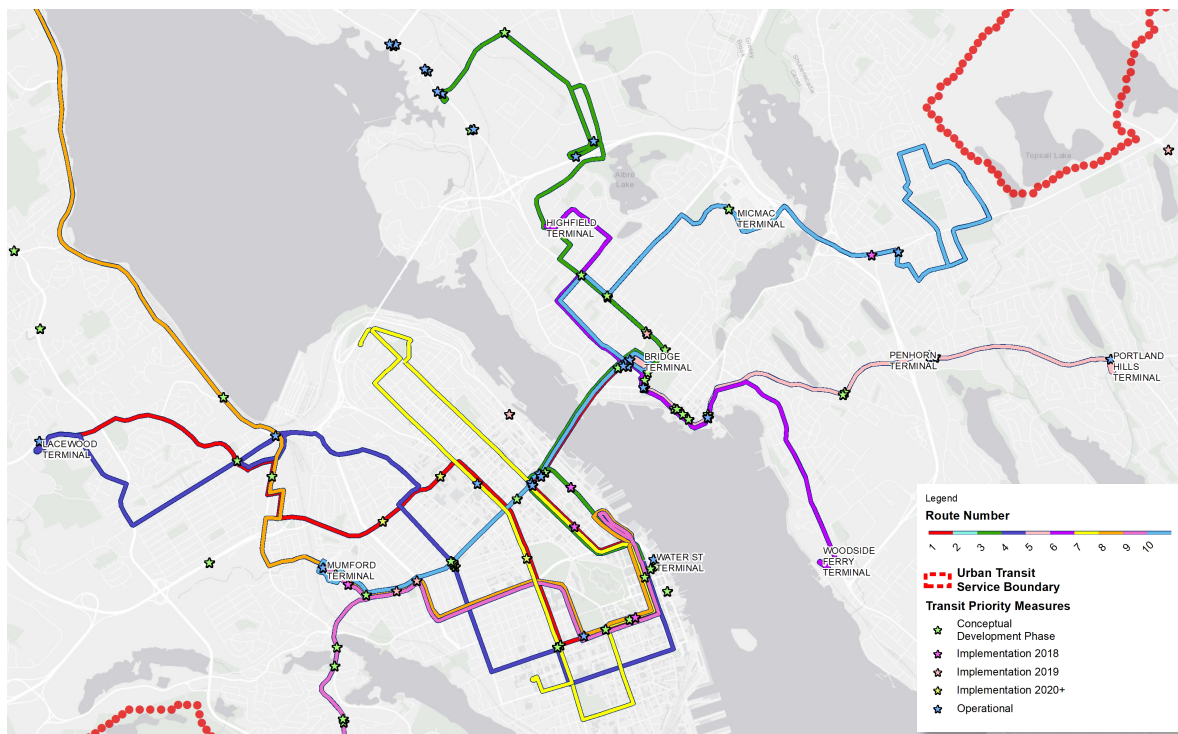 Albro
Lake
Topsail Lake
HIGHFIELD
TERMINAL
MICMAC
TERMINAL
BRIDGE
TERMINAL
PENHORN
TERMINAL
PORTLAND
HILLS
TERMINAL
LACEWOOD
TERMINAL
MUMFORD
TERMINAL
WATER ST
TERMINAL
WOODSIDE
FERRY
TERMINAL
Legend
Route Number
1 2 3 4 5 6 7 8 9 10
Urban Transit
Service Boundary
Transit Priority Measures
Conceptual
Development Phase
Implementation 2018
Implementation 2019
Implementation 2020+
Operational